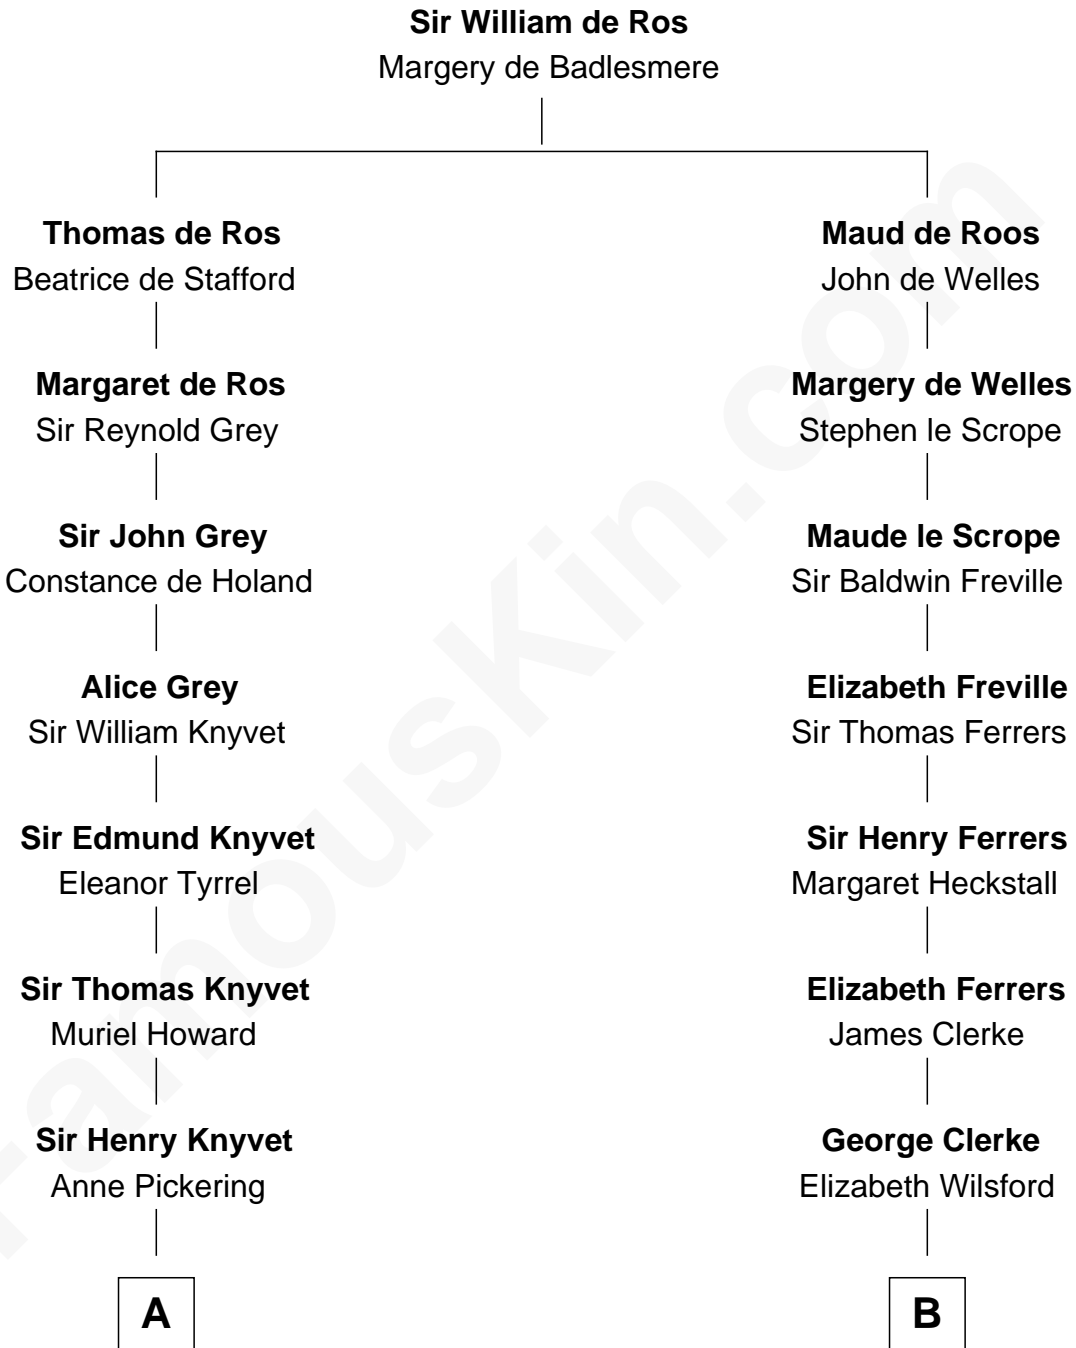 Sir William de Ros
Margery de Badlesmere
Thomas de Ros
Beatrice de Stafford
Margaret de Ros
Sir Reynold Grey
Sir John Grey
Constance de Holand
Alice Grey
Sir William Knyvet
Sir Edmund Knyvet
Eleanor Tyrrel
Sir Thomas Knyvet
Muriel Howard
Sir Henry Knyvet
Anne Pickering
A
Maud de Roos
John de Welles
Margery de Welles
Stephen le Scrope
Maude le Scrope
Sir Baldwin Freville
Elizabeth Freville
Sir Thomas Ferrers
Sir Henry Ferrers
Margaret Heckstall
Elizabeth Ferrers
James Clerke
George Clerke
Elizabeth Wilsford
B
FamousKin.com